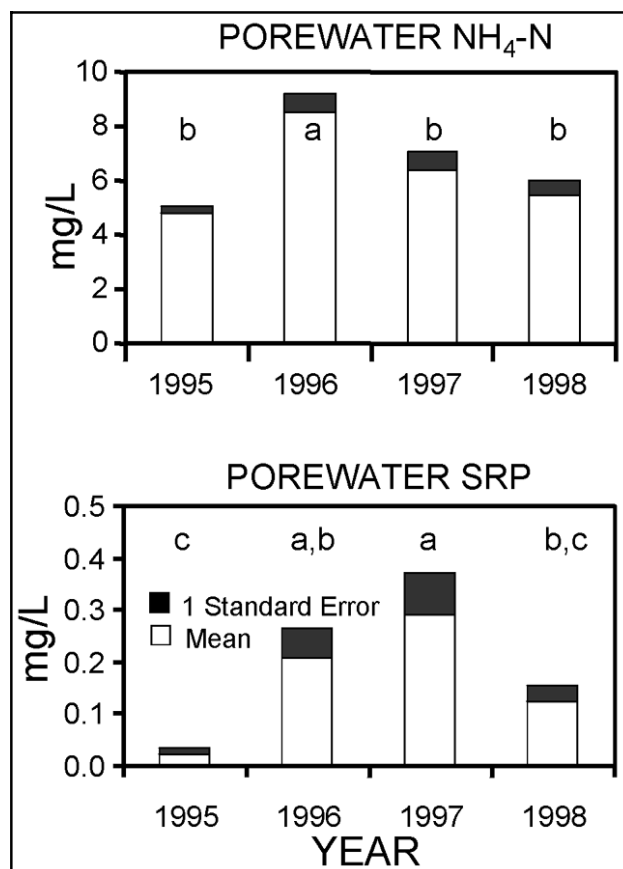 POREWATER NH₄-N
10
8
6
4
2
0
mg/L
b a b b
1995 1996 1997 1998
POREWATER SRP
0.5
0.4
0.3
0.2
0.1
0.0
mg/L
c a,b a b,c
1 Standard Error
Mean
1995 1996 1997 1998
YEAR